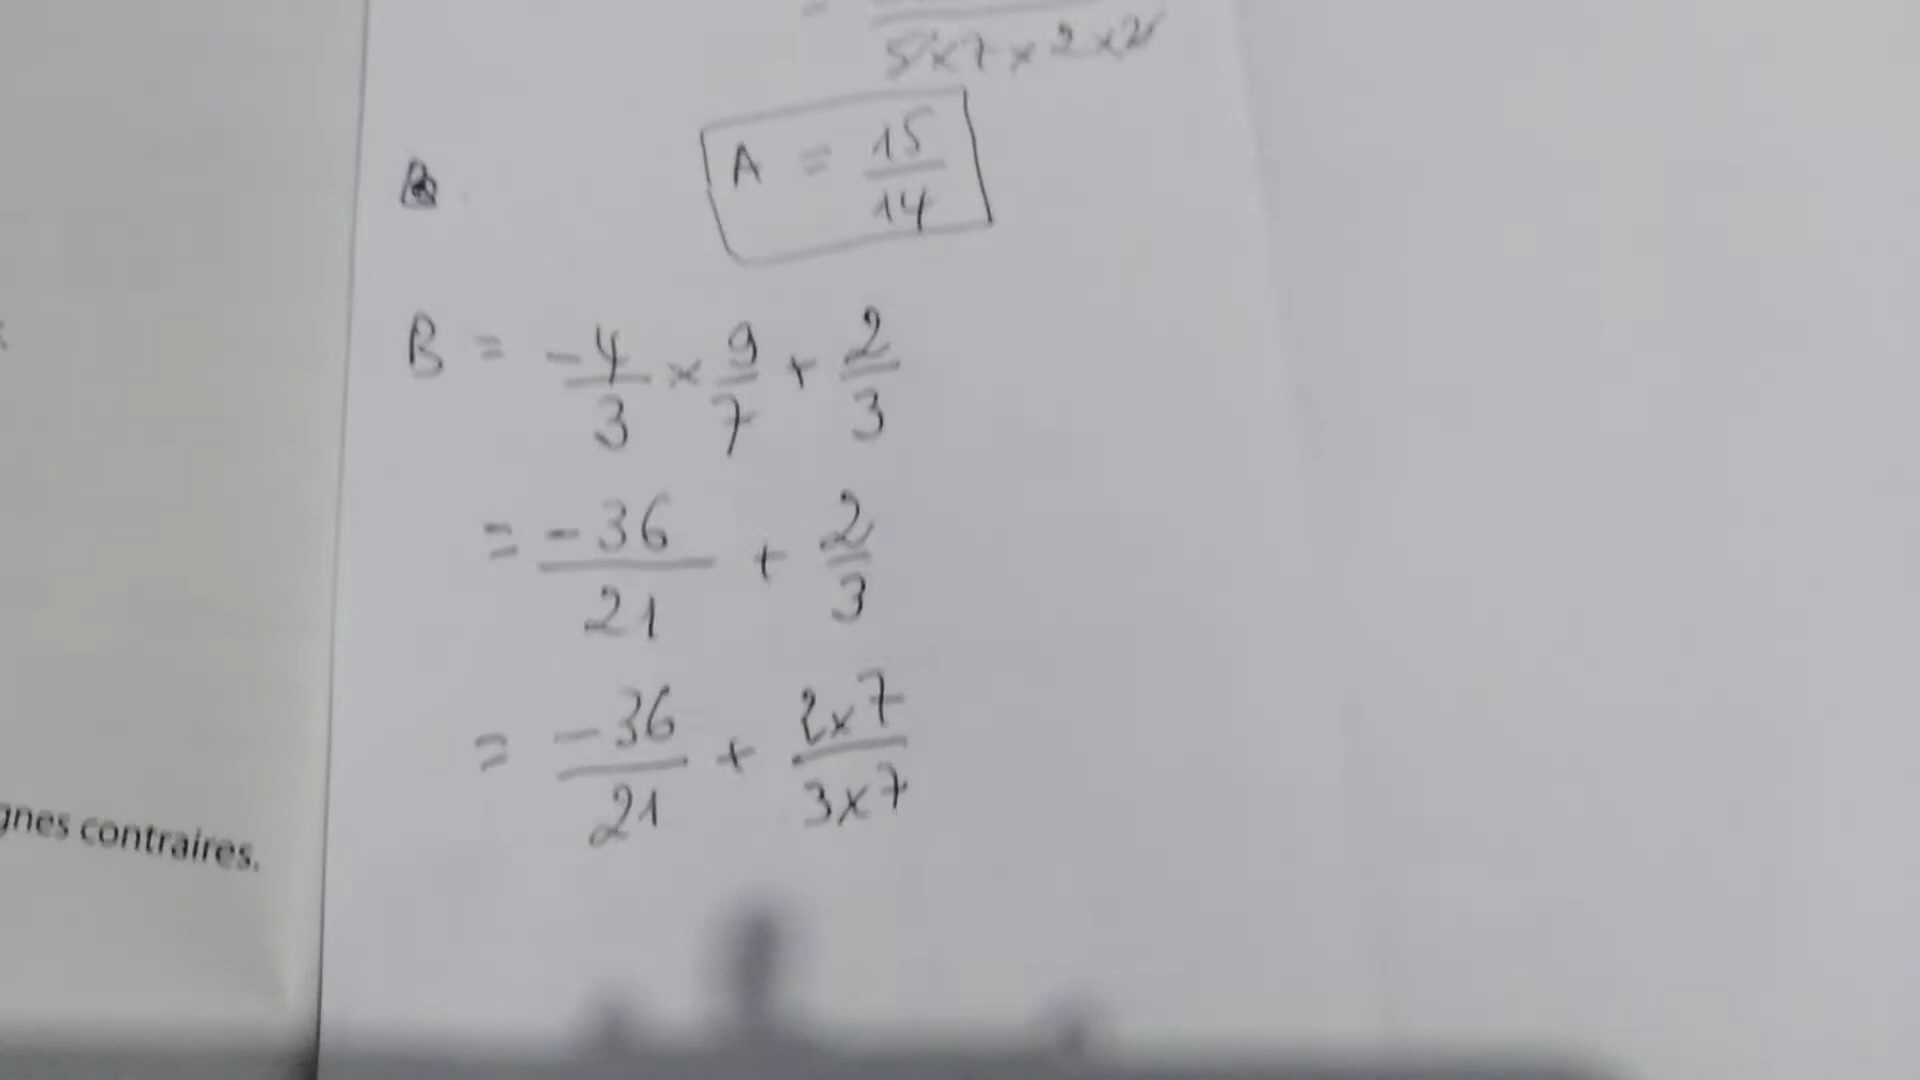 = 5×7×2×2
A = 15/14
B = -4/3 × 9/7 + 2/3
= -36/21 + 2/3
= -36/21 + 2×7/3×7
gnes contraires.